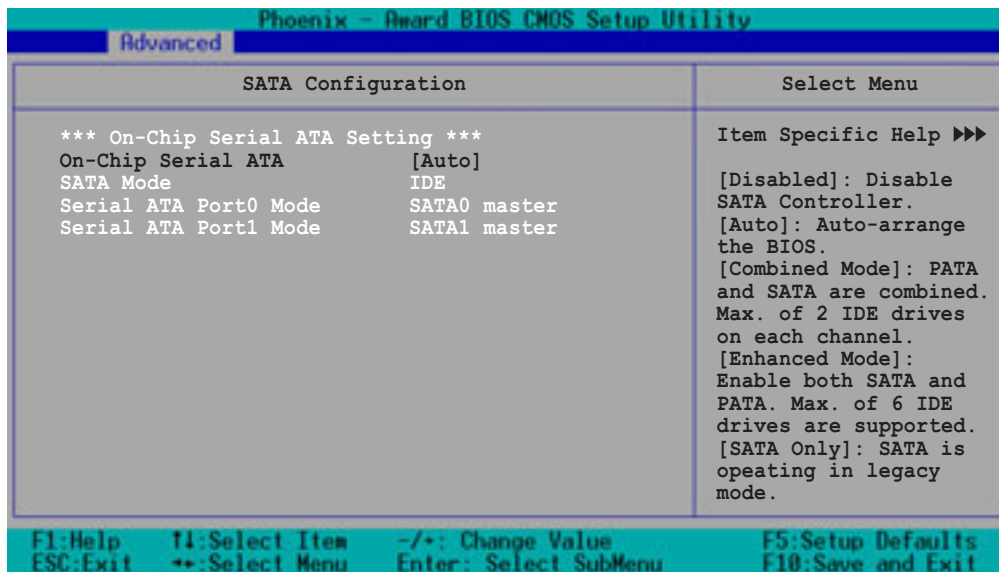 Phoenix - Award BIOS CMOS Setup Utility
Advanced
SATA Configuration
Select Menu
*** On-Chip Serial ATA Setting ***
On-Chip Serial ATA [Auto]
SATA Mode IDE
Serial ATA Port0 Mode SATA0 master
Serial ATA Port1 Mode SATA1 master
Item Specific Help ▶▶▶
[Disabled]: Disable
SATA Controller.
[Auto]: Auto-arrange
the BIOS.
[Combined Mode]: PATA
and SATA are combined.
Max. of 2 IDE drives
on each channel.
[Enhanced Mode]:
Enable both SATA and
PATA. Max. of 6 IDE
drives are supported.
[SATA Only]: SATA is
opeating in legacy
mode.
F1:Help ↑↓:Select Item -/+: Change Value F5:Setup Defaults
ESC:Exit ←→:Select Menu Enter: Select SubMenu F10:Save and Exit